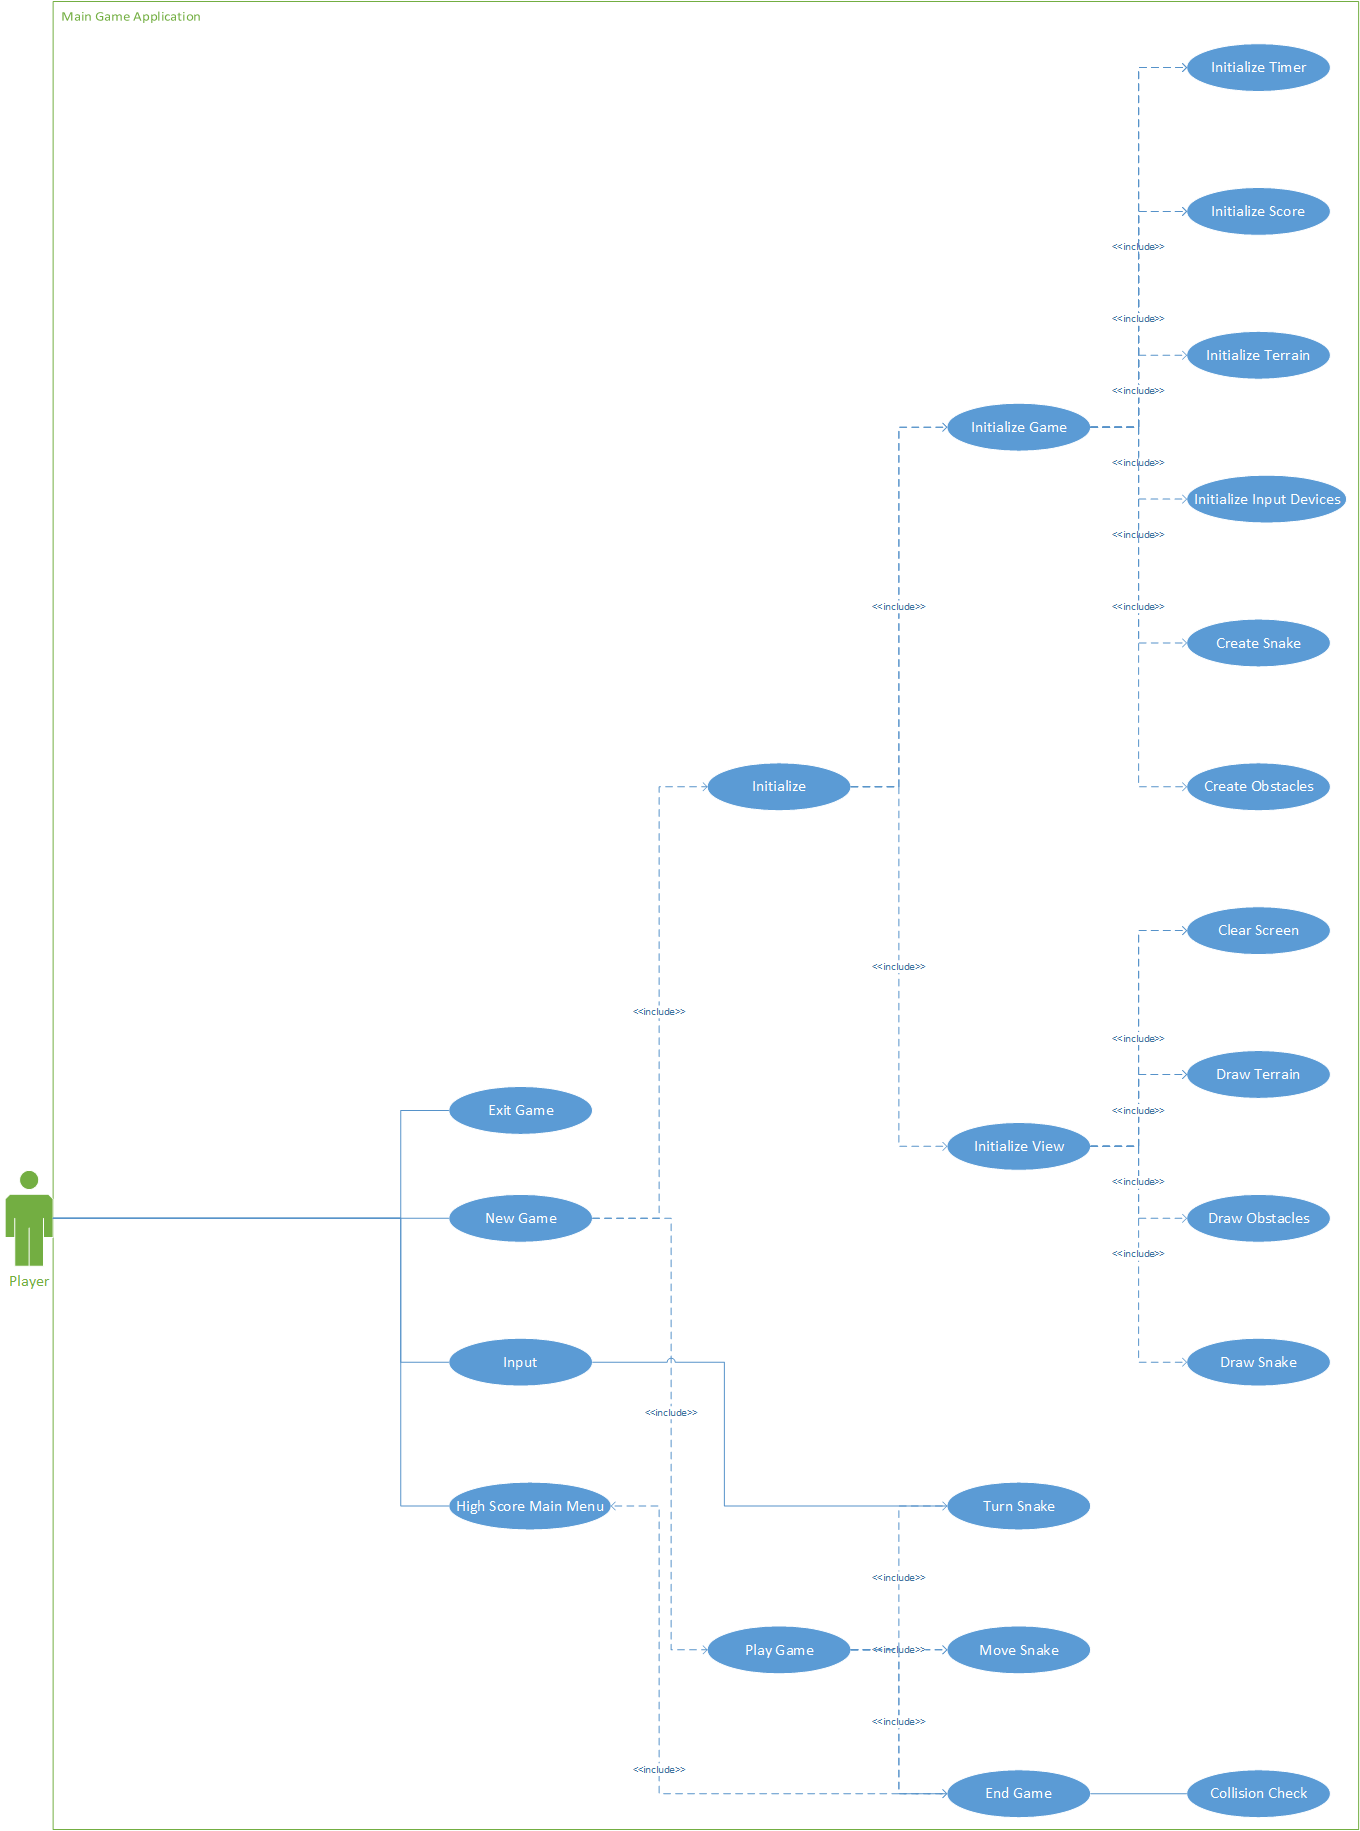 Main Game Application
Initialize Timer
Initialize Score
<<include>>
<<include>>
Initialize Terrain
<<include>>
Initialize Game
<<include>>
Initialize Input Devices
<<include>>
<<include>>
<<include>>
Create Snake
Initialize
Create Obstacles
Clear Screen
<<include>>
<<include>>
<<include>>
Draw Terrain
Exit Game
<<include>>
Initialize View
<<include>>
New Game
Draw Obstacles
<<include>>
Player
Input
Draw Snake
<<include>>
High Score Main Menu
Turn Snake
<<include>>
Play Game
<<include>>
Move Snake
<<include>>
<<include>>
End Game
Collision Check